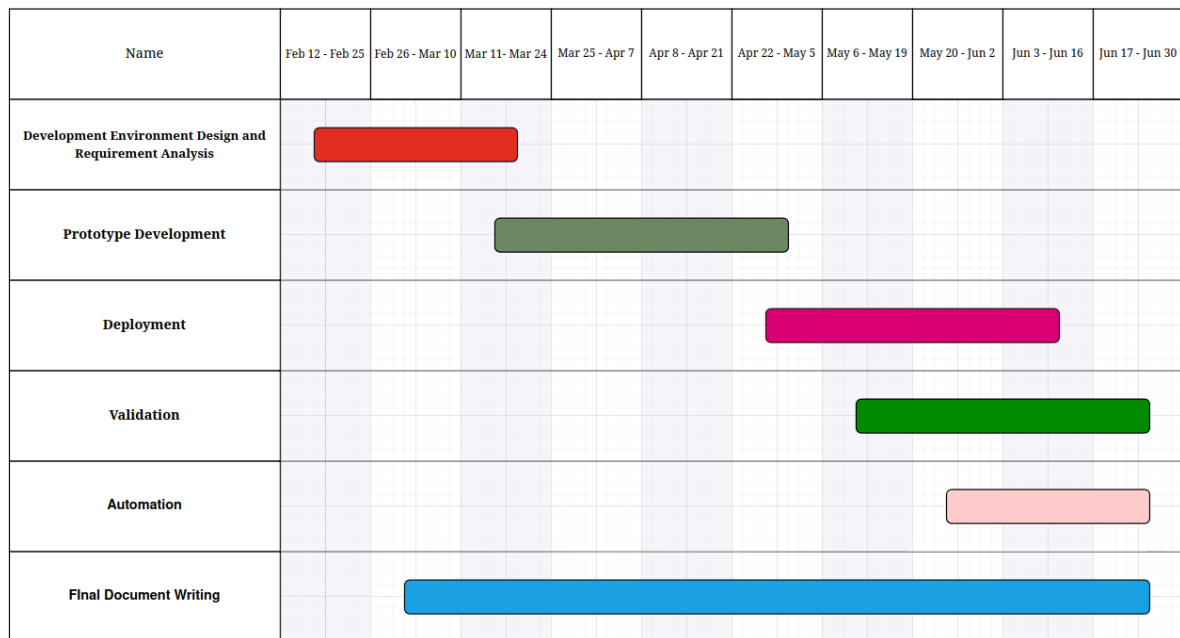 Name
Feb 12 - Feb 25
Feb 26 - Mar 10
Mar 11- Mar 24
Mar 25 - Apr 7
Apr 8 - Apr 21
Apr 22 - May 5
May 6 - May 19
May 20 - Jun 2
Jun 3 - Jun 16
Jun 17 - Jun 30
Development Environment Design and
Requirement Analysis
Prototype Development
Deployment
Validation
Automation
FInal Document Writing